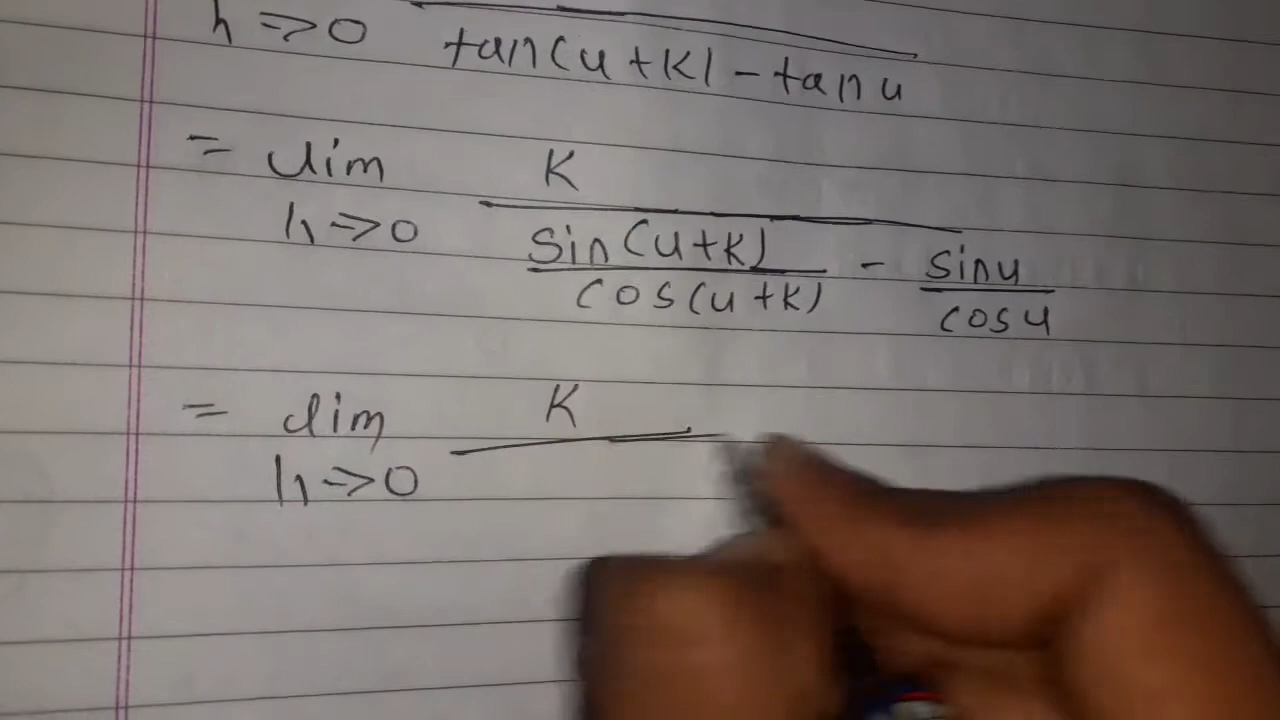 h => 0 tan(u+K) - tan u
= lim K
h => 0 sin(u+K) - sin u
cos(u+K) cos u
= lim K
h => 0